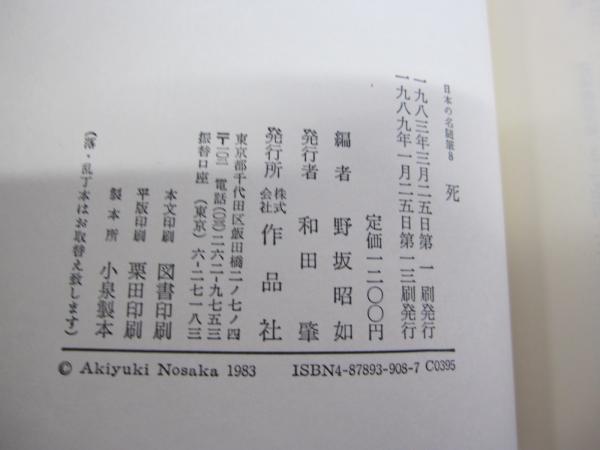 日本の名随筆8 死
一九八三年三月二五日第一刷発行
一九八九年一月二五日第一三刷発行
定価一二〇〇円
編者 野坂昭如
発行者 和田肇
発行所 株式会社 作品社
東京都千代田区飯田橋二ノ七ノ四
〒一〇二 電話(〇三)二六二-九七五三
振替口座 (東京) 六-二七一八三
本文印刷 図書印刷
平版印刷 栗田印刷
製本所 小泉製本
(落・乱丁本はお取替え致します)
© Akiyuki Nosaka 1983 ISBN4-87893-908-7 C0395